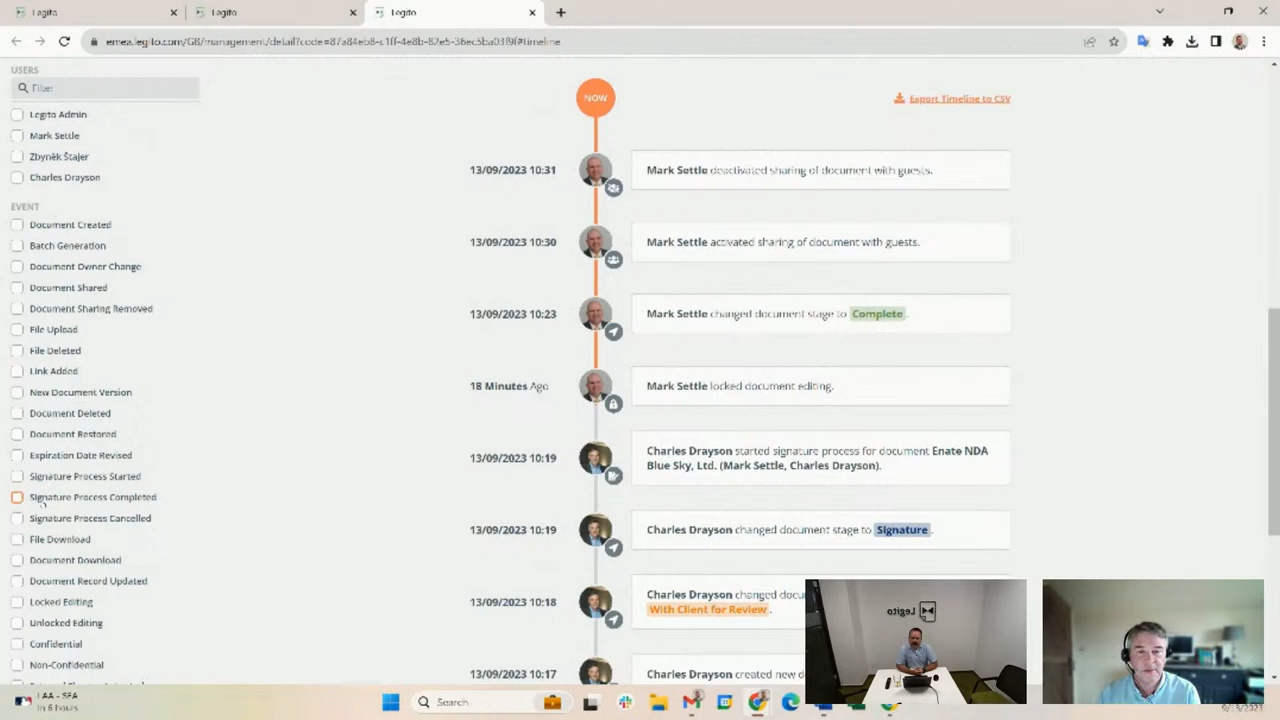 Legito
Legito
Legito
emea.legito.com/GB/management/detail?code=87a84eb8-c1ff-4e8b-82e5-36ec5ba03f9f#timeline
USERS
Filter
Legito Admin
Mark Settle
Zbyněk Štajer
Charles Drayson
EVENT
Document Created
Batch Generation
Document Owner Change
Document Shared
Document Sharing Removed
File Upload
File Deleted
Link Added
New Document Version
Document Deleted
Document Restored
Expiration Date Revised
Signature Process Started
Signature Process Completed
Signature Process Cancelled
File Download
Document Download
Document Record Updated
Locked Editing
Unlocked Editing
Confidential
Non-Confidential
NOW
Export Timeline to CSV
13/09/2023 10:31
Mark Settle deactivated sharing of document with guests.
13/09/2023 10:30
Mark Settle activated sharing of document with guests.
13/09/2023 10:23
Mark Settle changed document stage to Complete.
18 Minutes Ago
Mark Settle locked document editing.
13/09/2023 10:19
Charles Drayson started signature process for document Enate NDA
Blue Sky, Ltd. (Mark Settle, Charles Drayson).
13/09/2023 10:19
Charles Drayson changed document stage to Signature.
13/09/2023 10:18
Charles Drayson changed
With Client for Review.
13/09/2023 10:17
Charles Drayson created new
Legito
LAA - SEA
In 6 hours
Search